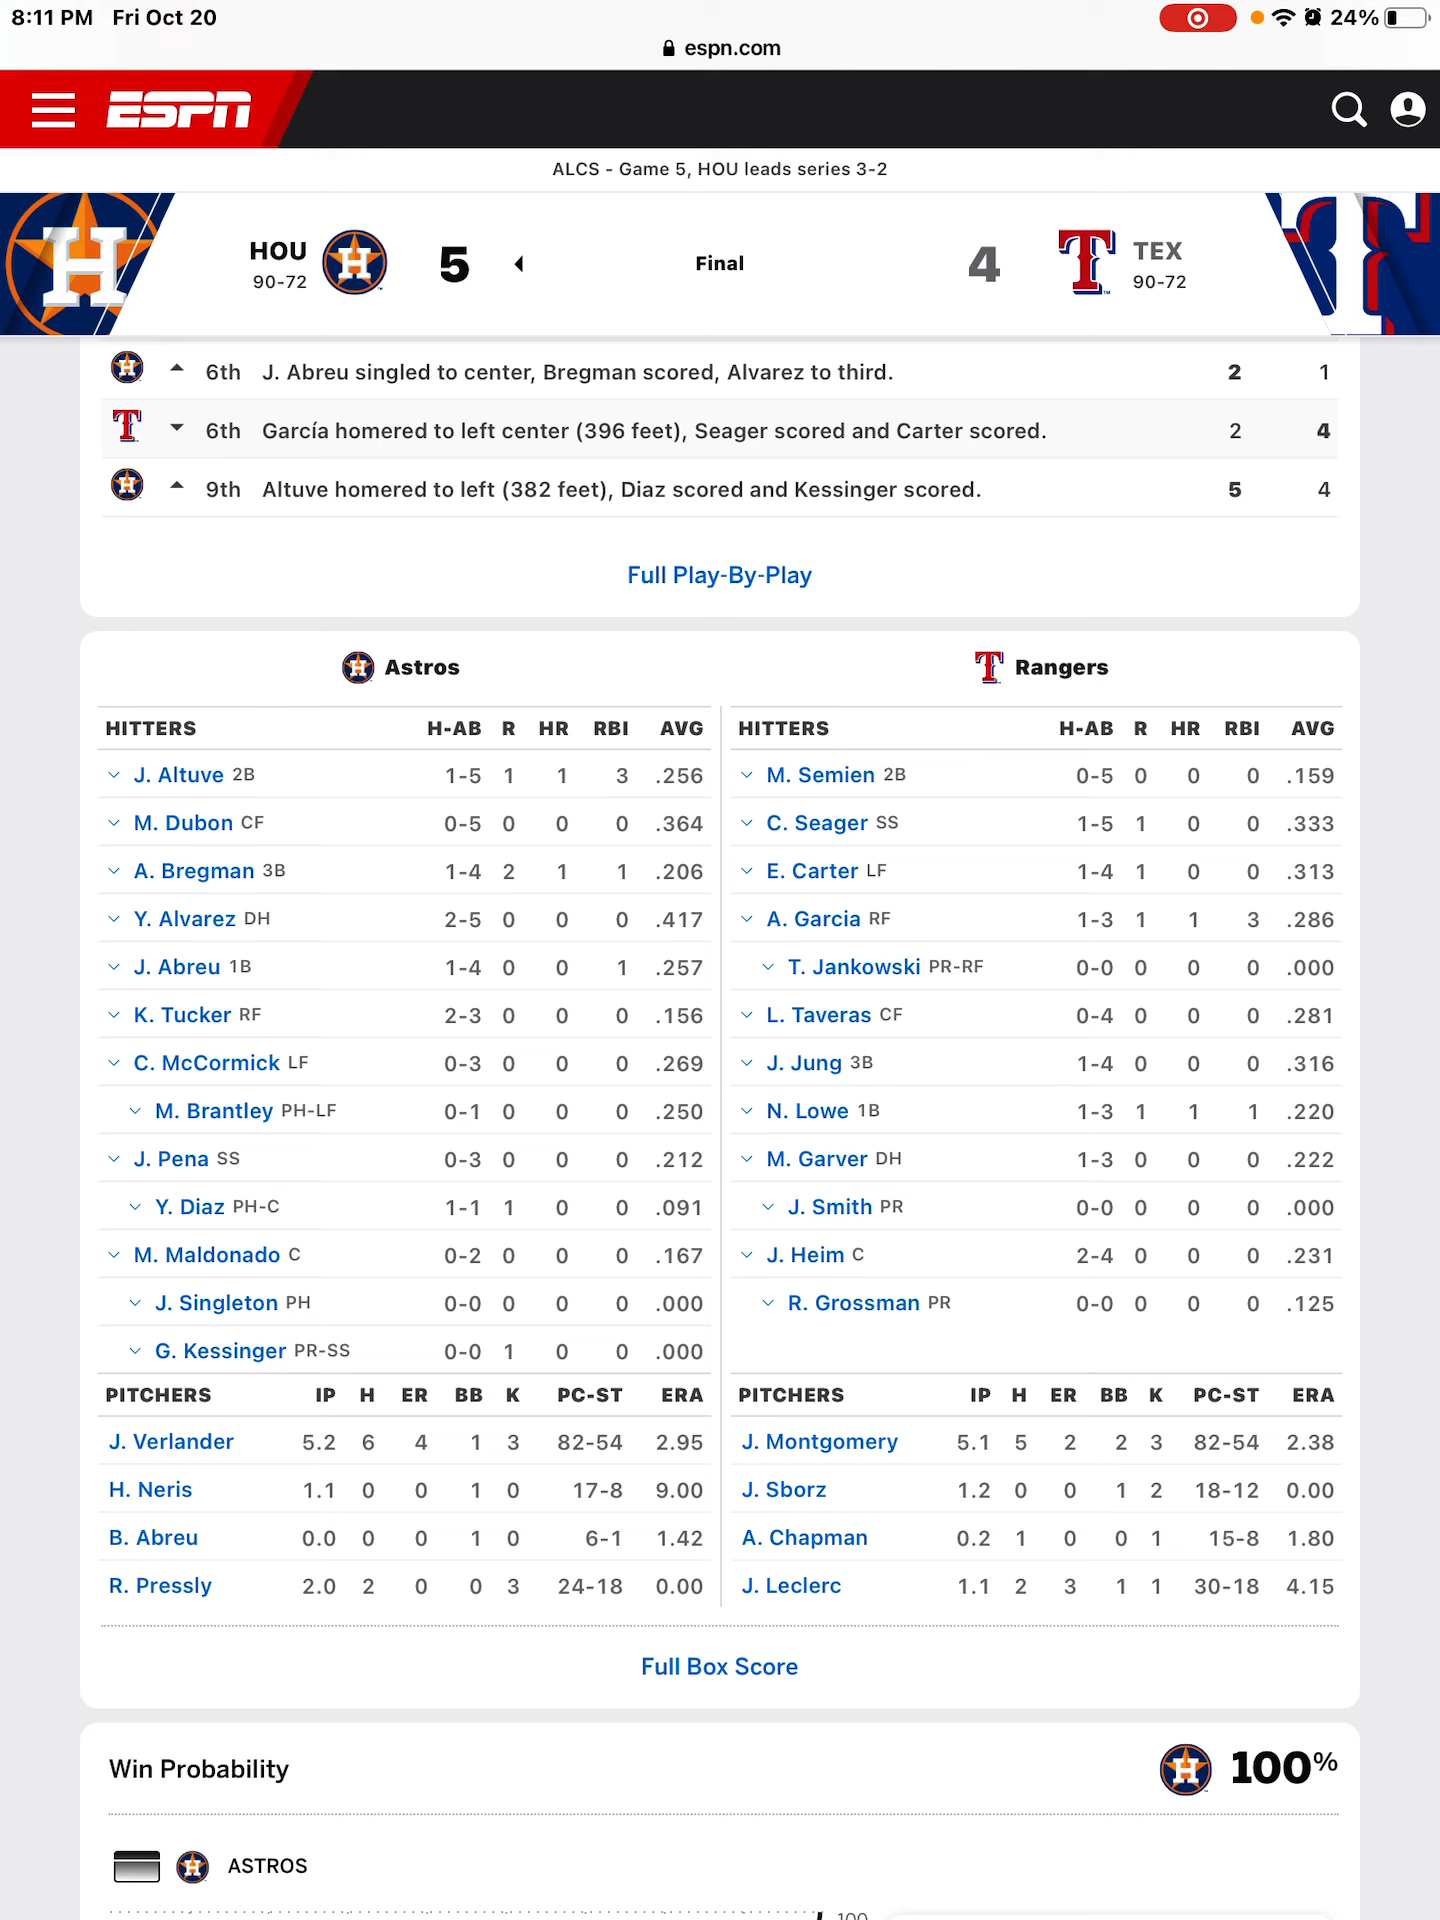 8:11 PM Fri Oct 20
24%
espn.com
ESPN
ALCS - Game 5, HOU leads series 3-2
HOU 5 Final 4 TEX
90-72 90-72
6th J. Abreu singled to center, Bregman scored, Alvarez to third. 2 1
6th García homered to left center (396 feet), Seager scored and Carter scored. 2 4
9th Altuve homered to left (382 feet), Diaz scored and Kessinger scored. 5 4
Full Play-By-Play
Astros
HITTERS H-AB R HR RBI AVG
J. Altuve 2B 1-5 1 1 3 .256
M. Dubon CF 0-5 0 0 0 .364
A. Bregman 3B 1-4 2 1 1 .206
Y. Alvarez DH 2-5 0 0 0 .417
J. Abreu 1B 1-4 0 0 1 .257
K. Tucker RF 2-3 0 0 0 .156
C. McCormick LF 0-3 0 0 0 .269
M. Brantley PH-LF 0-1 0 0 0 .250
J. Pena SS 0-3 0 0 0 .212
Y. Diaz PH-C 1-1 1 0 0 .091
M. Maldonado C 0-2 0 0 0 .167
J. Singleton PH 0-0 0 0 0 .000
G. Kessinger PR-SS 0-0 1 0 0 .000
PITCHERS IP H ER BB K PC-ST ERA
J. Verlander 5.2 6 4 1 3 82-54 2.95
H. Neris 1.1 0 0 1 0 17-8 9.00
B. Abreu 0.0 0 0 1 0 6-1 1.42
R. Pressly 2.0 2 0 0 3 24-18 0.00
Rangers
HITTERS H-AB R HR RBI AVG
M. Semien 2B 0-5 0 0 0 .159
C. Seager SS 1-5 1 0 0 .333
E. Carter LF 1-4 1 0 0 .313
A. Garcia RF 1-3 1 1 3 .286
T. Jankowski PR-RF 0-0 0 0 0 .000
L. Taveras CF 0-4 0 0 0 .281
J. Jung 3B 1-4 0 0 0 .316
N. Lowe 1B 1-3 1 1 1 .220
M. Garver DH 1-3 0 0 0 .222
J. Smith PR 0-0 0 0 0 .000
J. Heim C 2-4 0 0 0 .231
R. Grossman PR 0-0 0 0 0 .125
PITCHERS IP H ER BB K PC-ST ERA
J. Montgomery 5.1 5 2 2 3 82-54 2.38
J. Sborz 1.2 0 0 1 2 18-12 0.00
A. Chapman 0.2 1 0 0 1 15-8 1.80
J. Leclerc 1.1 2 3 1 1 30-18 4.15
Full Box Score
Win Probability 100%
ASTROS
100